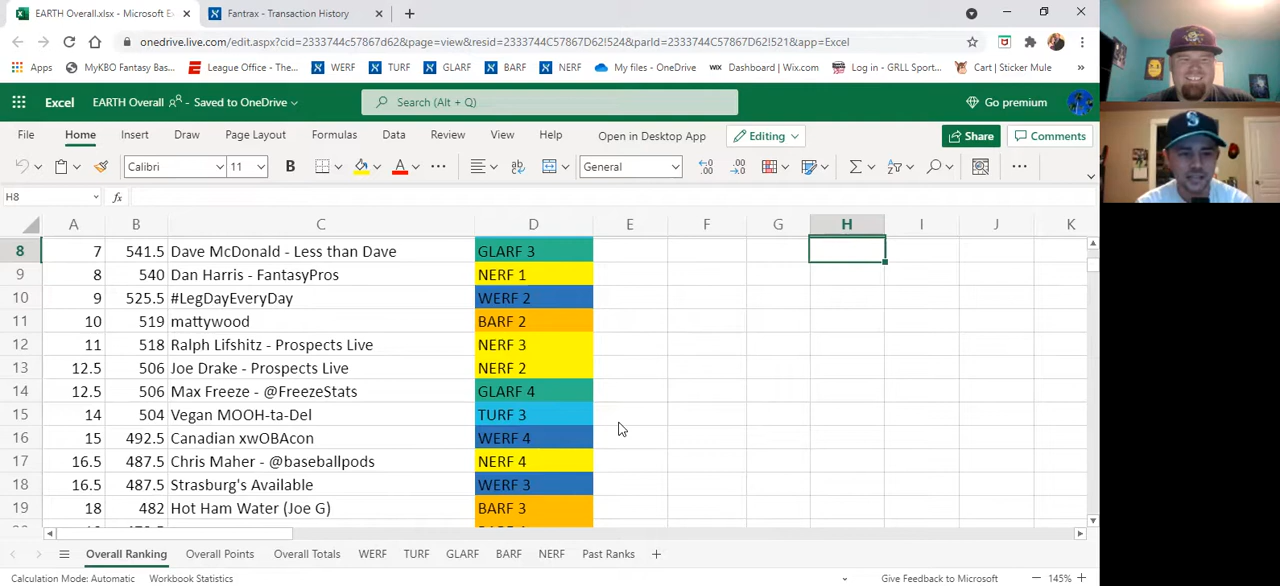 EARTH Overall.xlsx - Microsoft Ex
Fantrax - Transaction History
onedrive.live.com/edit.aspx?cid=2333744c57867d62&page=view&resid=2333744C57867D62!524&parId=2333744C57867D62!521&app=Excel
Apps MyKBO Fantasy Bas... League Office - The... WERF TURF GLARF BARF NERF My files - OneDrive WIX Dashboard | Wix.com Log in - GRLL Sport... Cart | Sticker Mule »
Excel EARTH Overall - Saved to OneDrive Search (Alt + Q) Go premium
File Home Insert Draw Page Layout Formulas Data Review View Help Open in Desktop App Editing Share Comments
Calibri 11 B A General
H8 fx
A B C D E F G H I J K
8 7 541.5 Dave McDonald - Less than Dave GLARF 3
9 8 540 Dan Harris - FantasyPros NERF 1
10 9 525.5 #LegDayEveryDay WERF 2
11 10 519 mattywood BARF 2
12 11 518 Ralph Lifshitz - Prospects Live NERF 3
13 12.5 506 Joe Drake - Prospects Live NERF 2
14 12.5 506 Max Freeze - @FreezeStats GLARF 4
15 14 504 Vegan MOOH-ta-Del TURF 3
16 15 492.5 Canadian xwOBAcon WERF 4
17 16.5 487.5 Chris Maher - @baseballpods NERF 4
18 16.5 487.5 Strasburg's Available WERF 3
19 18 482 Hot Ham Water (Joe G) BARF 3
Overall Ranking Overall Points Overall Totals WERF TURF GLARF BARF NERF Past Ranks
Calculation Mode: Automatic Workbook Statistics Give Feedback to Microsoft 145%